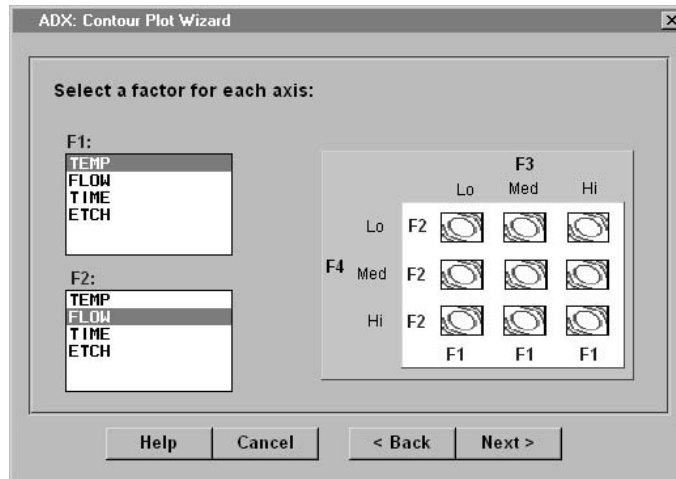 ADX: Contour Plot Wizard
Select a factor for each axis:
F1:
TEMP
FLOW
TIME
ETCH
F2:
TEMP
FLOW
TIME
ETCH
F3
Lo Med Hi
Lo F2
F4 Med F2
Hi F2
F1 F1 F1
Help Cancel < Back Next >